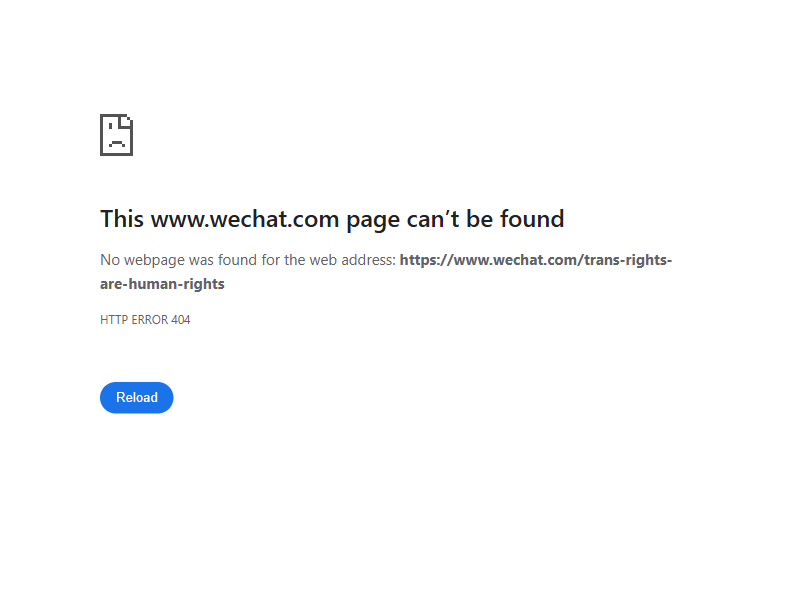 This www.wechat.com page can’t be found
No webpage was found for the web address: https://www.wechat.com/trans-rights-
are-human-rights
HTTP ERROR 404
Reload